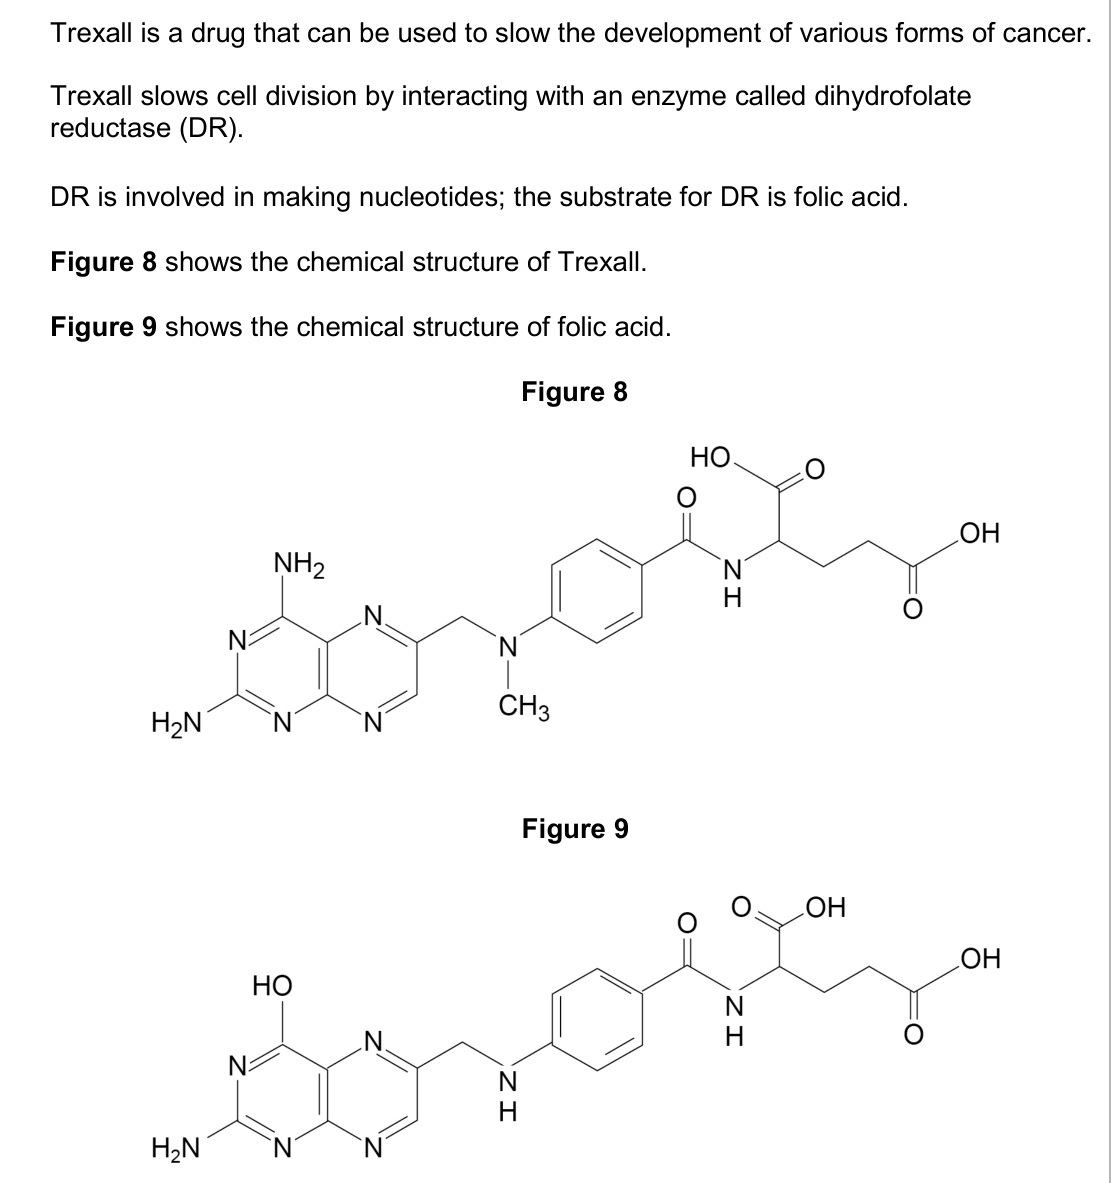 Trexall is a drug that can be used to slow the development of various forms of cancer.
Trexall slows cell division by interacting with an enzyme called dihydrofolate
reductase (DR).
DR is involved in making nucleotides; the substrate for DR is folic acid.
Figure 8 shows the chemical structure of Trexall.
Figure 9 shows the chemical structure of folic acid.
Figure 8
HO
O
O
OH
NH2
N
H
O
N
N
N
CH3
H2N
N
N
Figure 9
O
OH
O
OH
HO
N
H
O
N
N
N
H
H2N
N
N